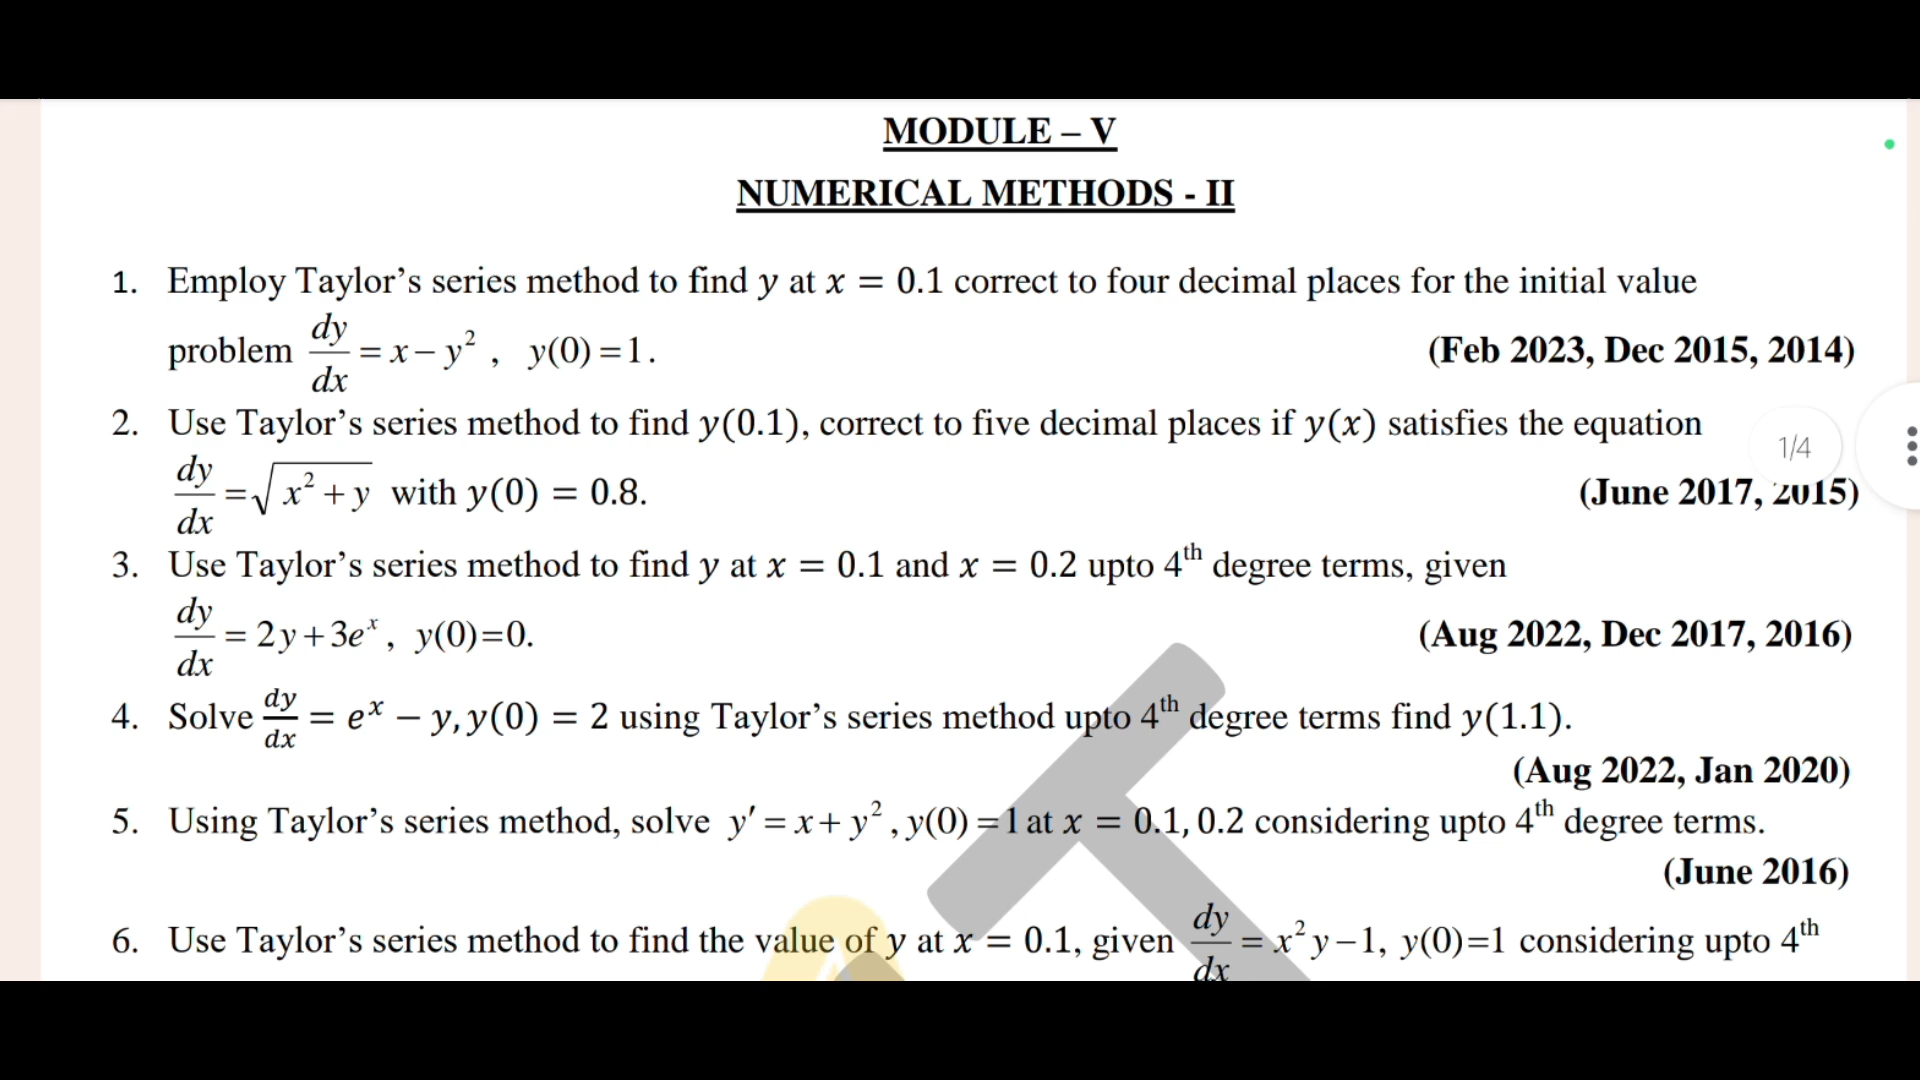 MODULE – V
NUMERICAL METHODS - II
1. Employ Taylor’s series method to find y at x = 0.1 correct to four decimal places for the initial value
problem dy/dx = x − y², y(0) = 1. (Feb 2023, Dec 2015, 2014)
2. Use Taylor’s series method to find y(0.1), correct to five decimal places if y(x) satisfies the equation
dy/dx = √(x² + y) with y(0) = 0.8. (June 2017, 2015)
1/4
3. Use Taylor’s series method to find y at x = 0.1 and x = 0.2 upto 4th degree terms, given
dy/dx = 2y + 3eˣ, y(0)=0. (Aug 2022, Dec 2017, 2016)
4. Solve dy/dx = eˣ − y, y(0) = 2 using Taylor’s series method upto 4th degree terms find y(1.1).
(Aug 2022, Jan 2020)
5. Using Taylor’s series method, solve y′ = x + y², y(0) = 1 at x = 0.1, 0.2 considering upto 4th degree terms.
(June 2016)
6. Use Taylor’s series method to find the value of y at x = 0.1, given dy/dx = x²y − 1, y(0)=1 considering upto 4th